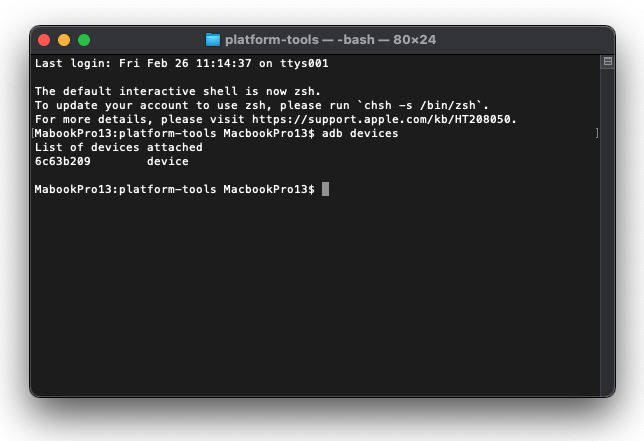 platform-tools — -bash — 80×24
Last login: Fri Feb 26 11:14:37 on ttys001
The default interactive shell is now zsh.
To update your account to use zsh, please run `chsh -s /bin/zsh`.
For more details, please visit https://support.apple.com/kb/HT208050.
[MabookPro13:platform-tools MacbookPro13$ adb devices ]
List of devices attached
6c63b209 device
MabookPro13:platform-tools MacbookPro13$